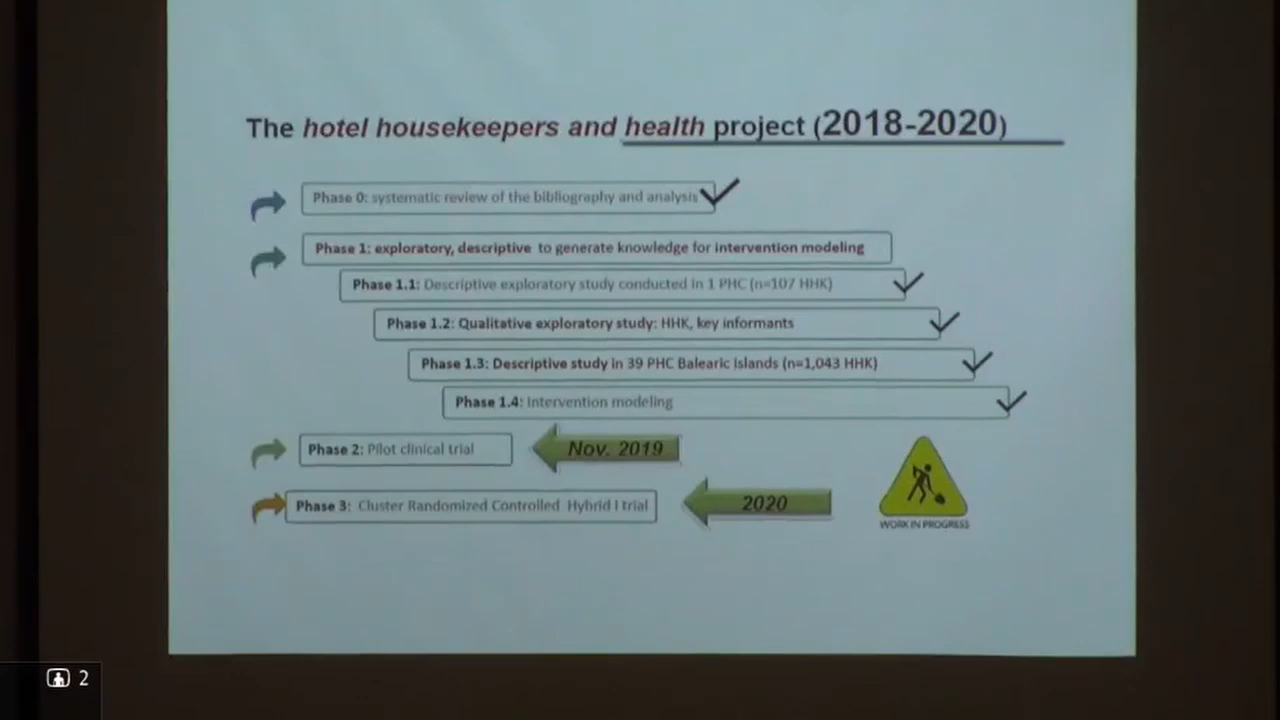 The hotel housekeepers and health project (2018-2020)
Phase 0: systematic review of the bibliography and analysis
Phase 1: exploratory, descriptive to generate knowledge for intervention modeling
Phase 1.1: Descriptive exploratory study conducted in 1 PHC (n=107 HHK)
Phase 1.2: Qualitative exploratory study: HHK, key informants
Phase 1.3: Descriptive study in 39 PHC Balearic Islands (n=1,043 HHK)
Phase 1.4: Intervention modeling
Phase 2: Pilot clinical trial
Nov. 2019
Phase 3: Cluster Randomized Controlled Hybrid I trial
2020
WORK IN PROGRESS
2